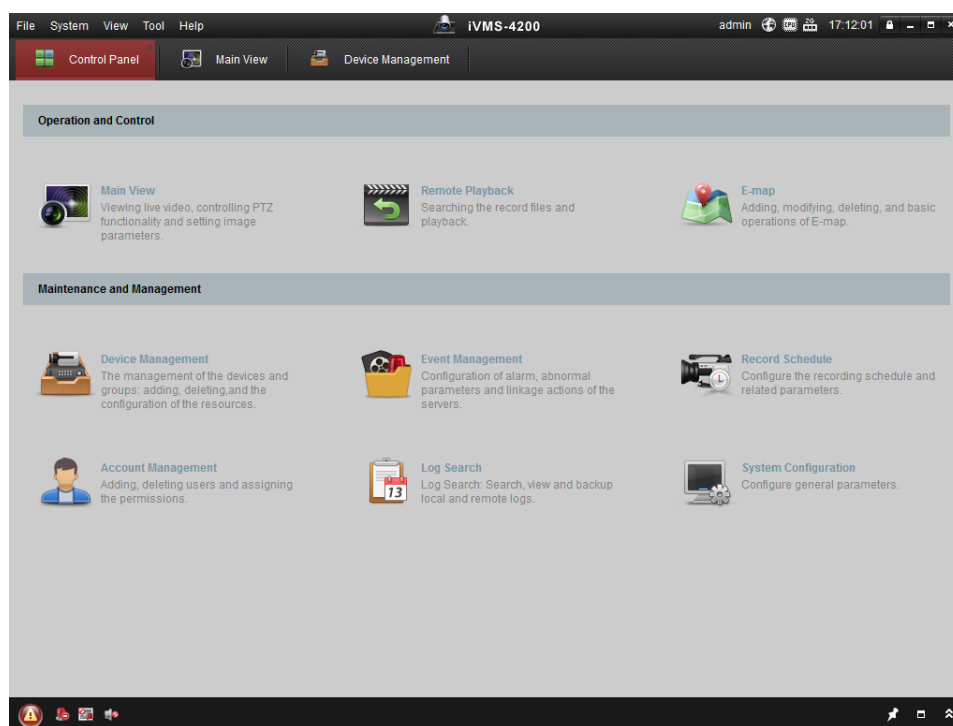 File System View Tool Help iVMS-4200 admin CPU 17:12:01
Control Panel Main View Device Management
Operation and Control
Main View
Viewing live video, controlling PTZ
functionality and setting image
parameters.
Remote Playback
Searching the record files and
playback.
E-map
Adding, modifying, deleting, and basic
operations of E-map.
Maintenance and Management
Device Management
The management of the devices and
groups: adding, deleting,and the
configuration of the resources.
Event Management
Configuration of alarm, abnormal
parameters and linkage actions of the
servers.
Record Schedule
Configure the recording schedule and
related parameters.
Account Management
Adding, deleting users and assigning
the permissions.
13
Log Search
Log Search: Search, view and backup
local and remote logs.
System Configuration
Configure general parameters.